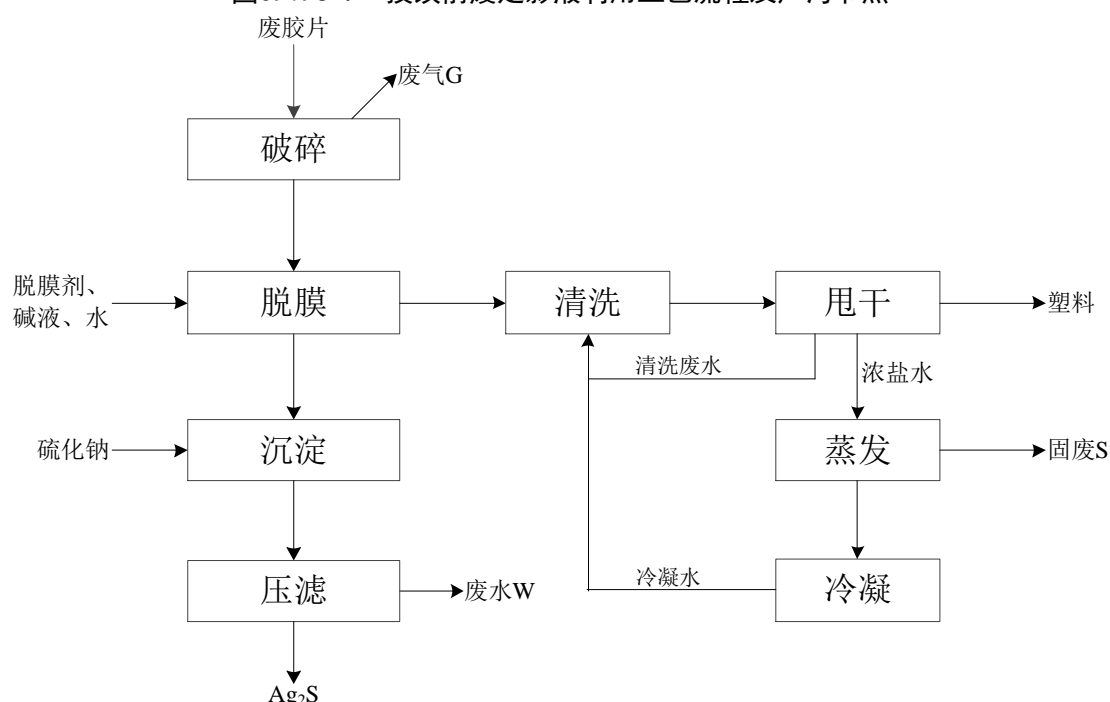 废胶片
废气G
破碎
脱膜剂、
碱液、水
脱膜
清洗
甩干
塑料
清洗废水
浓盐水
硫化钠
沉淀
蒸发
固废S
压滤
废水W
冷凝水
冷凝
Ag₂S